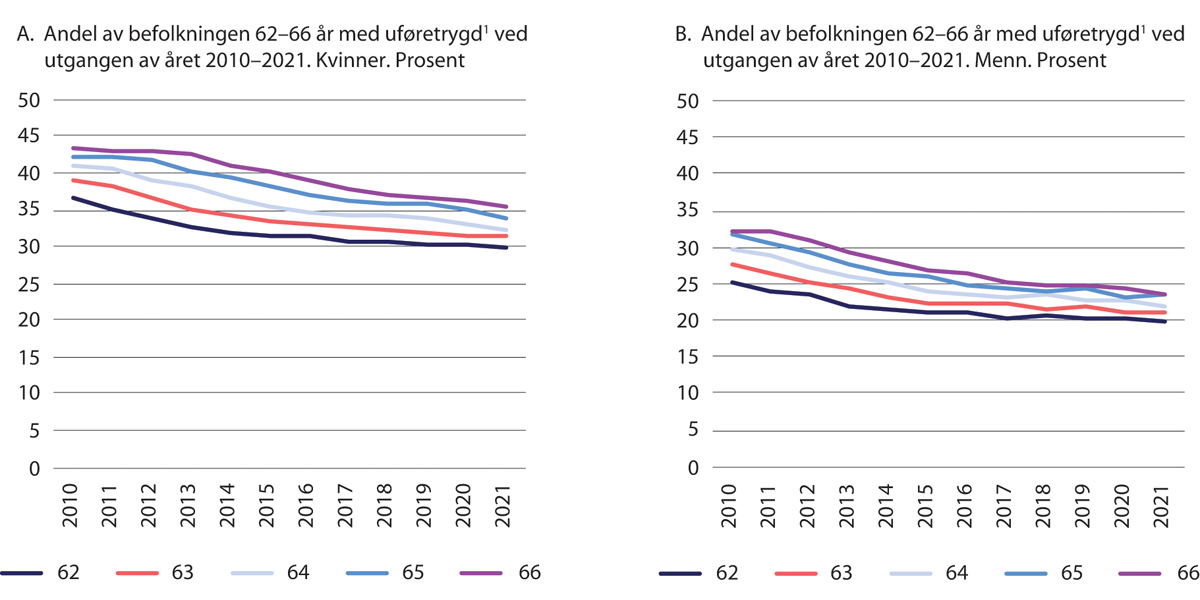 A. Andel av befolkningen 62–66 år med uføretrygd¹ ved
utgangen av året 2010–2021. Kvinner. Prosent
50
45
40
35
30
25
20
15
10
5
0
2010 2011 2012 2013 2014 2015 2016 2017 2018 2019 2020 2021
62 63 64 65 66
B. Andel av befolkningen 62–66 år med uføretrygd¹ ved
utgangen av året 2010–2021. Menn. Prosent
50
45
40
35
30
25
20
15
10
5
0
2010 2011 2012 2013 2014 2015 2016 2017 2018 2019 2020 2021
62 63 64 65 66